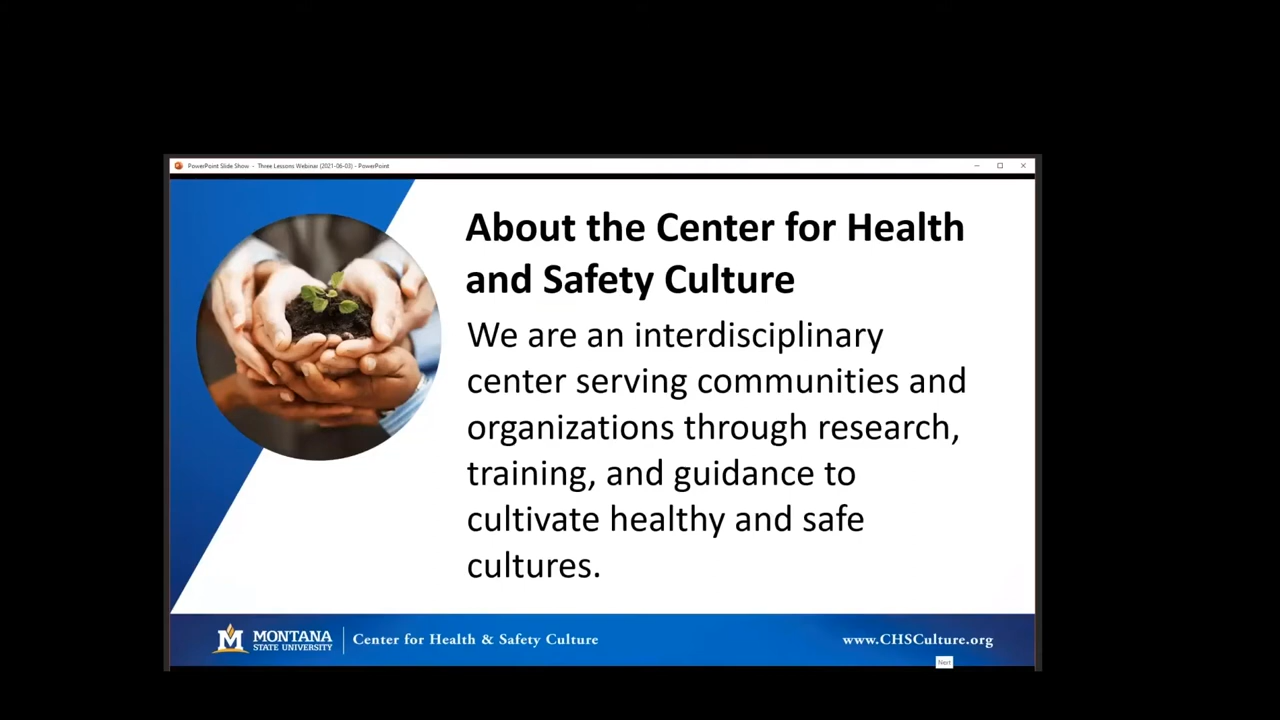 PowerPoint Slide Show - Three Lessons Webinar (2021-06-03) - PowerPoint
About the Center for Health
and Safety Culture
We are an interdisciplinary
center serving communities and
organizations through research,
training, and guidance to
cultivate healthy and safe
cultures.
M MONTANA
STATE UNIVERSITY
Center for Health & Safety Culture
www.CHSCulture.org
Next